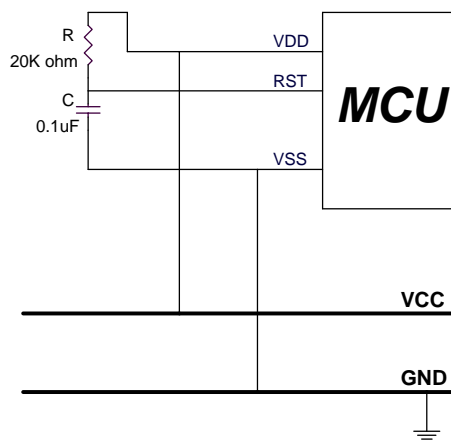 R
20K ohm
C
0.1uF
VDD
RST
VSS
MCU
VCC
GND